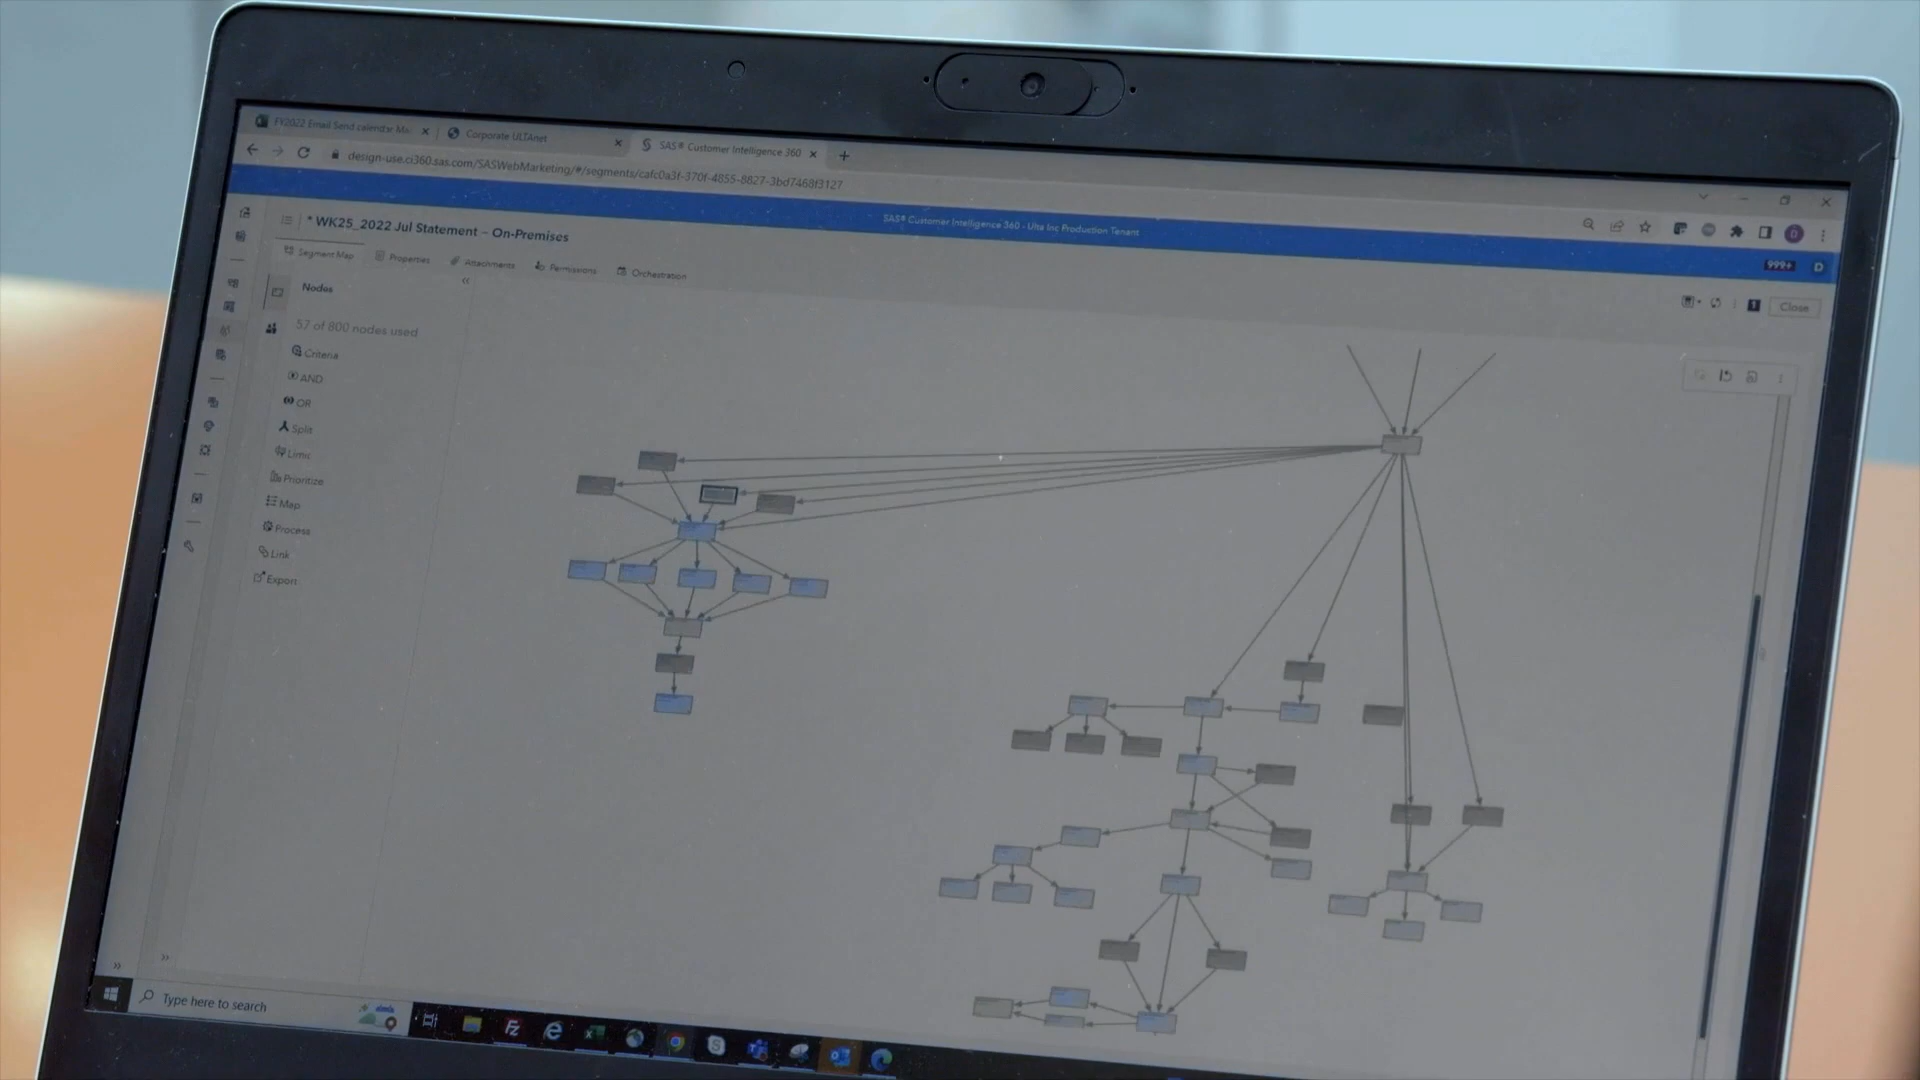 FY2022 Email Send calendar Ma
Corporate ULTAnet
SAS® Customer Intelligence 360
design-use.ci360.sas.com/SASWebMarketing/#/segments/cafc0a3f-370f-4855-8827-3bd7468f3127
SAS® Customer Intelligence 360 - Ulta Inc Production Tenant
999+
D
* WK25_2022 Jul Statement – On-Premises
Close
Segment Map
Properties
Attachments
Permissions
Orchestration
Nodes
57 of 800 nodes used
Criteria
AND
OR
Split
Limit
Prioritize
Map
Process
Link
Export
Type here to search